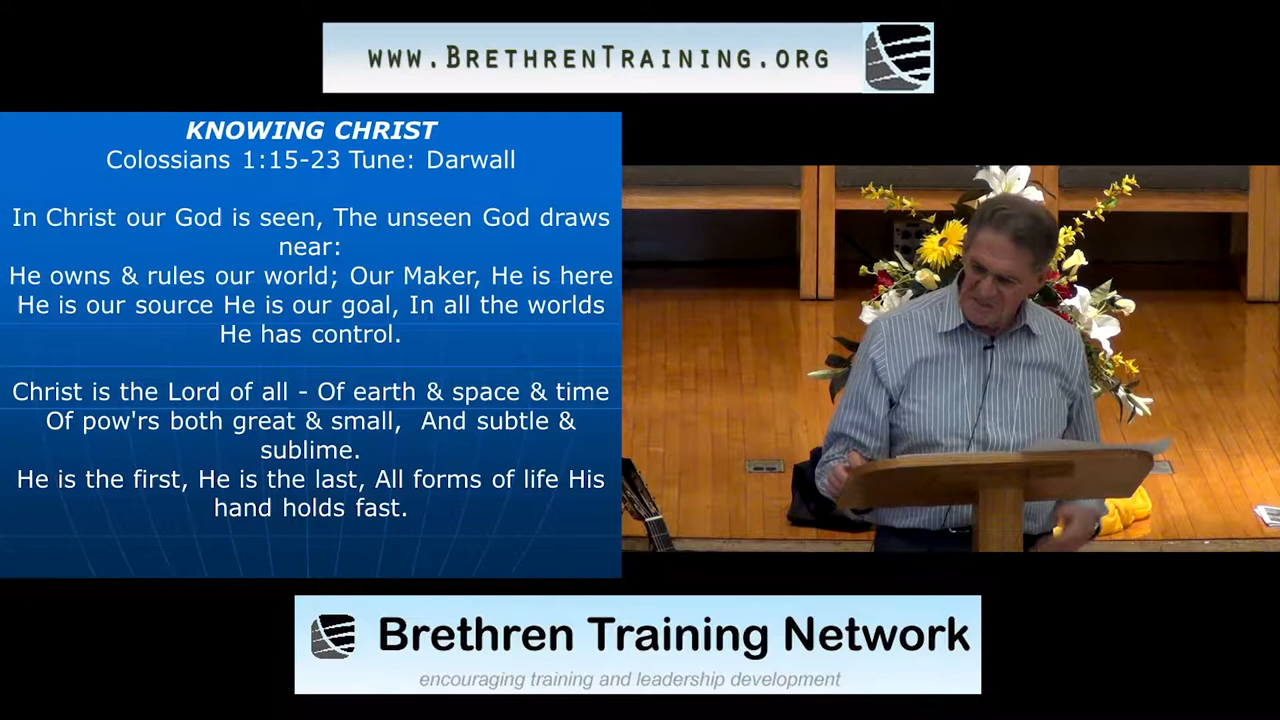 www.BrethrenTraining.org
KNOWING CHRIST
Colossians 1:15-23 Tune: Darwall
In Christ our God is seen, The unseen God draws
near:
He owns & rules our world; Our Maker, He is here
He is our source He is our goal, In all the worlds
He has control.
Christ is the Lord of all - Of earth & space & time
Of pow'rs both great & small,  And subtle &
sublime.
He is the first, He is the last, All forms of life His
hand holds fast.
Brethren Training Network
encouraging training and leadership development